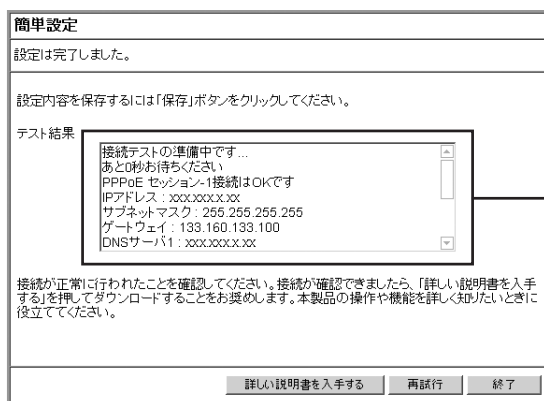 簡単設定
設定は完了しました。
設定内容を保存するには「保存」ボタンをクリックしてください。
テスト結果
接続テストの準備中です...
あと0秒お待ちください
PPPoE セッション-1接続はOKです
IPアドレス : xxx.xxx.x.xx
サブネットマスク : 255.255.255.255
ゲートウェイ : 133.160.133.100
DNSサーバ1 : xxx.xxx.x.xx
接続が正常に行われたことを確認してください。接続が確認できましたら、「詳しい説明書を入手
する」を押してダウンロードすることをお奨めします。本製品の操作や機能を詳しく知りたいときに
役立ててください。
詳しい説明書を入手する 再試行 終了